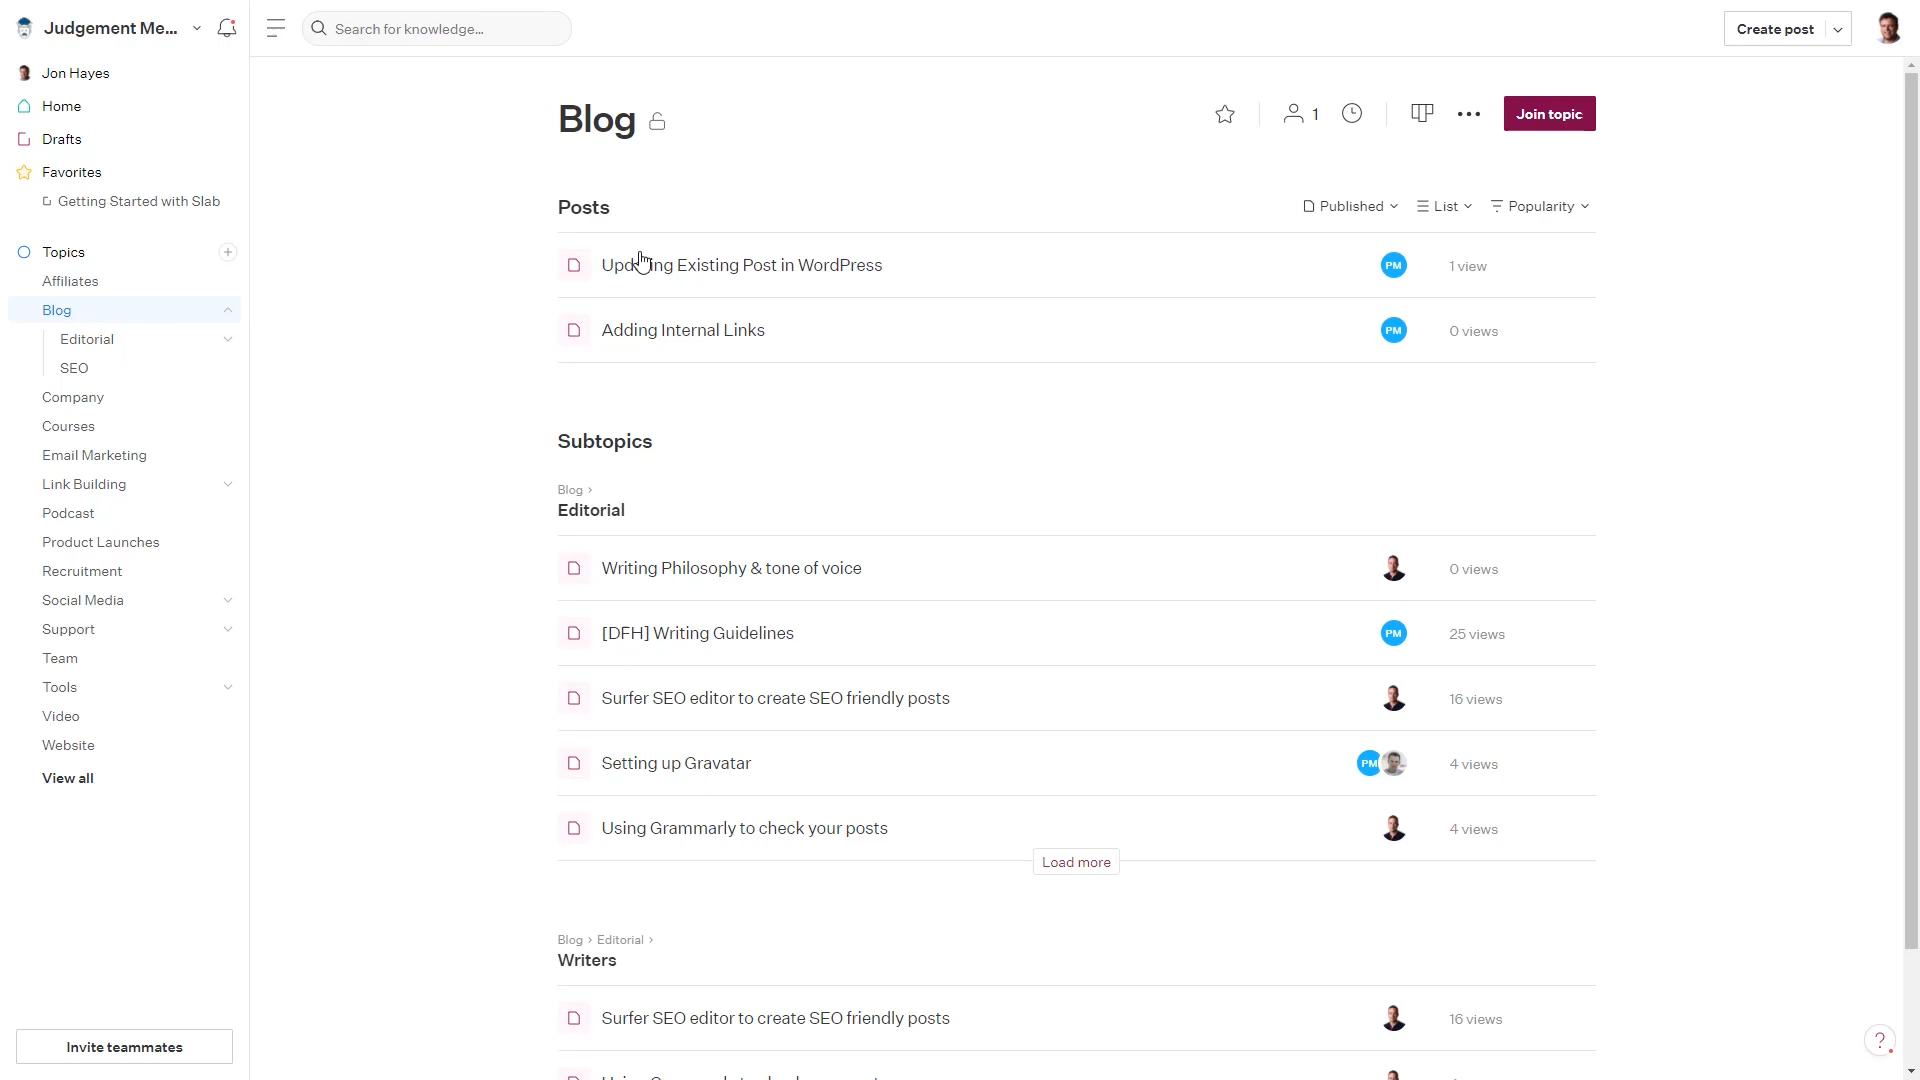 Judgement Me...
Search for knowledge...
Create post
Jon Hayes
Home
Drafts
Favorites
Getting Started with Slab
Topics
Affiliates
Blog
Editorial
SEO
Company
Courses
Email Marketing
Link Building
Podcast
Product Launches
Recruitment
Social Media
Support
Team
Tools
Video
Website
View all
Invite teammates
Blog
1
Join topic
Posts
Published
List
Popularity
Updating Existing Post in WordPress
PM
1 view
Adding Internal Links
PM
0 views
Subtopics
Blog >
Editorial
Writing Philosophy & tone of voice
0 views
[DFH] Writing Guidelines
PM
25 views
Surfer SEO editor to create SEO friendly posts
16 views
Setting up Gravatar
PM
4 views
Using Grammarly to check your posts
4 views
Load more
Blog > Editorial >
Writers
Surfer SEO editor to create SEO friendly posts
16 views
?